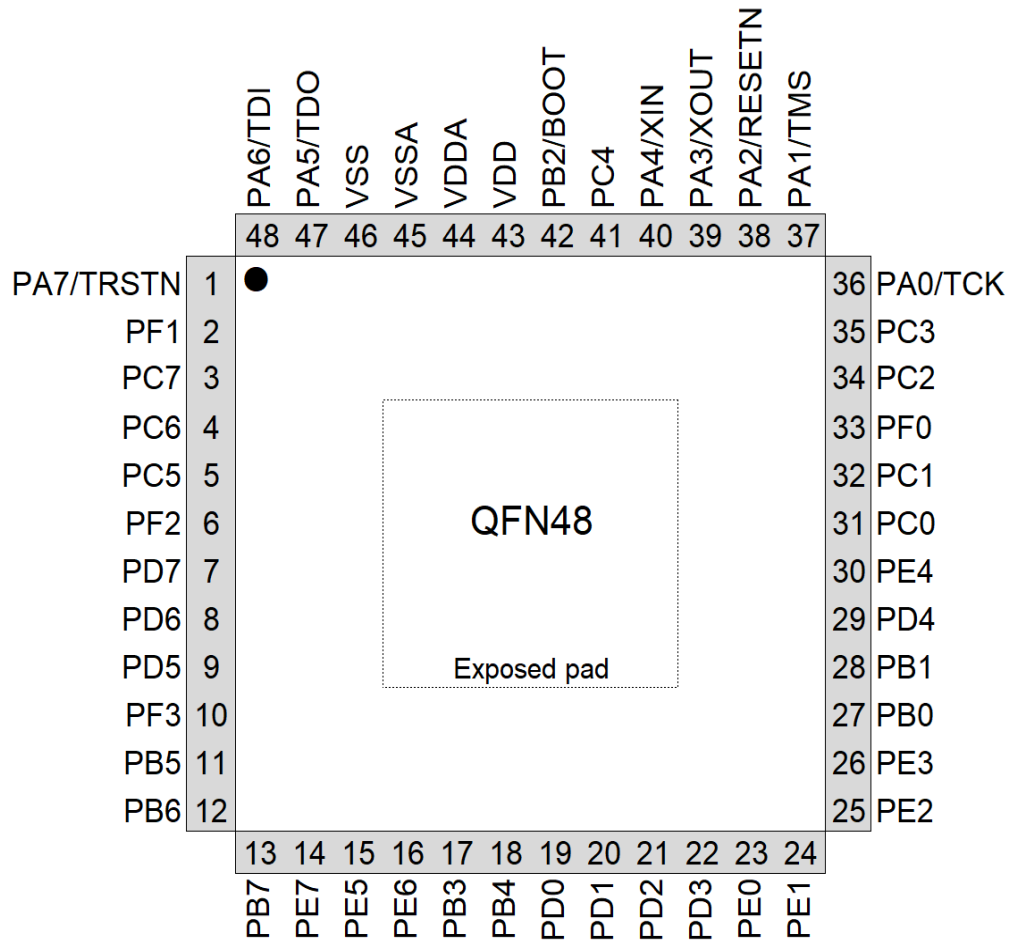 PA6/TDI PA5/TDO VSS VSSA VDDA VDD PB2/BOOT PC4 PA4/XIN PA3/XOUT PA2/RESETN PA1/TMS
48 47 46 45 44 43 42 41 40 39 38 37
PA7/TRSTN 1 36 PA0/TCK
PF1 2 35 PC3
PC7 3 34 PC2
PC6 4 33 PF0
PC5 5 32 PC1
PF2 6 QFN48 31 PC0
PD7 7 30 PE4
PD6 8 29 PD4
PD5 9 Exposed pad 28 PB1
PF3 10 27 PB0
PB5 11 26 PE3
PB6 12 25 PE2
13 14 15 16 17 18 19 20 21 22 23 24
PB7 PE7 PE5 PE6 PB3 PB4 PD0 PD1 PD2 PD3 PE0 PE1